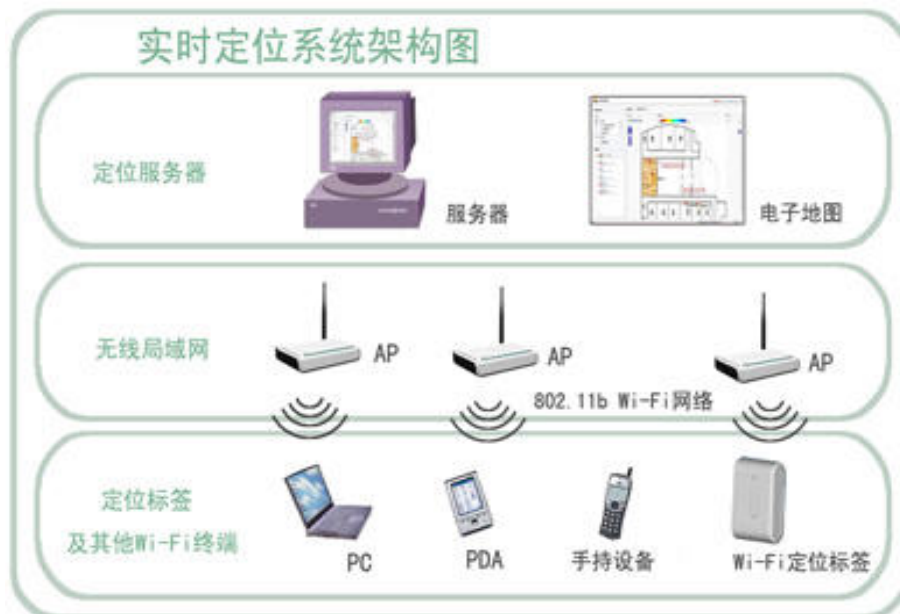 实时定位系统架构图
定位服务器
服务器
电子地图
无线局域网
AP
AP
AP
802.11b Wi-Fi网络
定位标签
及其他Wi-Fi终端
PC
PDA
手持设备
Wi-Fi定位标签